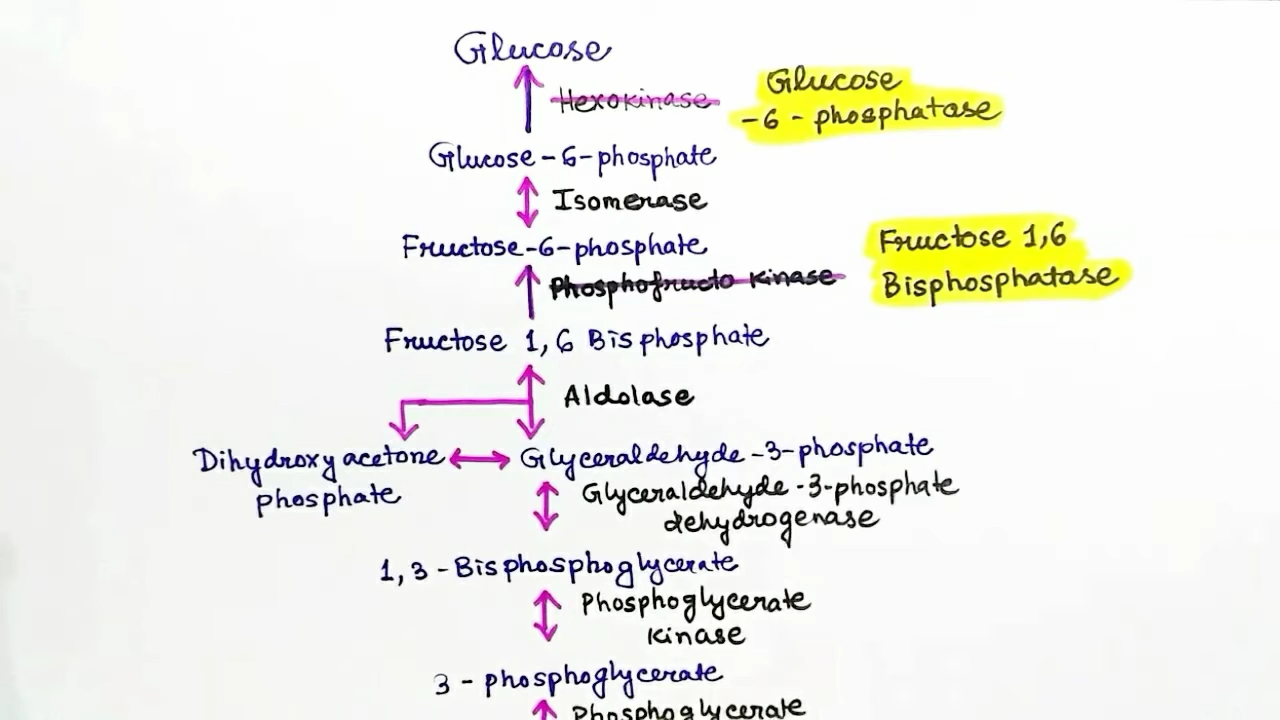 Glucose
Hexokinase
Glucose
-6-phosphatase
Glucose-6-phosphate
Isomerase
Fructose-6-phosphate
Phosphofructo kinase
Fructose 1,6
Bisphosphatase
Fructose 1,6 Bisphosphate
Aldolase
Dihydroxyacetone
phosphate
Glyceraldehyde-3-phosphate
Glyceraldehyde-3-phosphate
dehydrogenase
1,3-Bisphosphoglycerate
Phosphoglycerate
kinase
3-phosphoglycerate
Phosphoglycerate